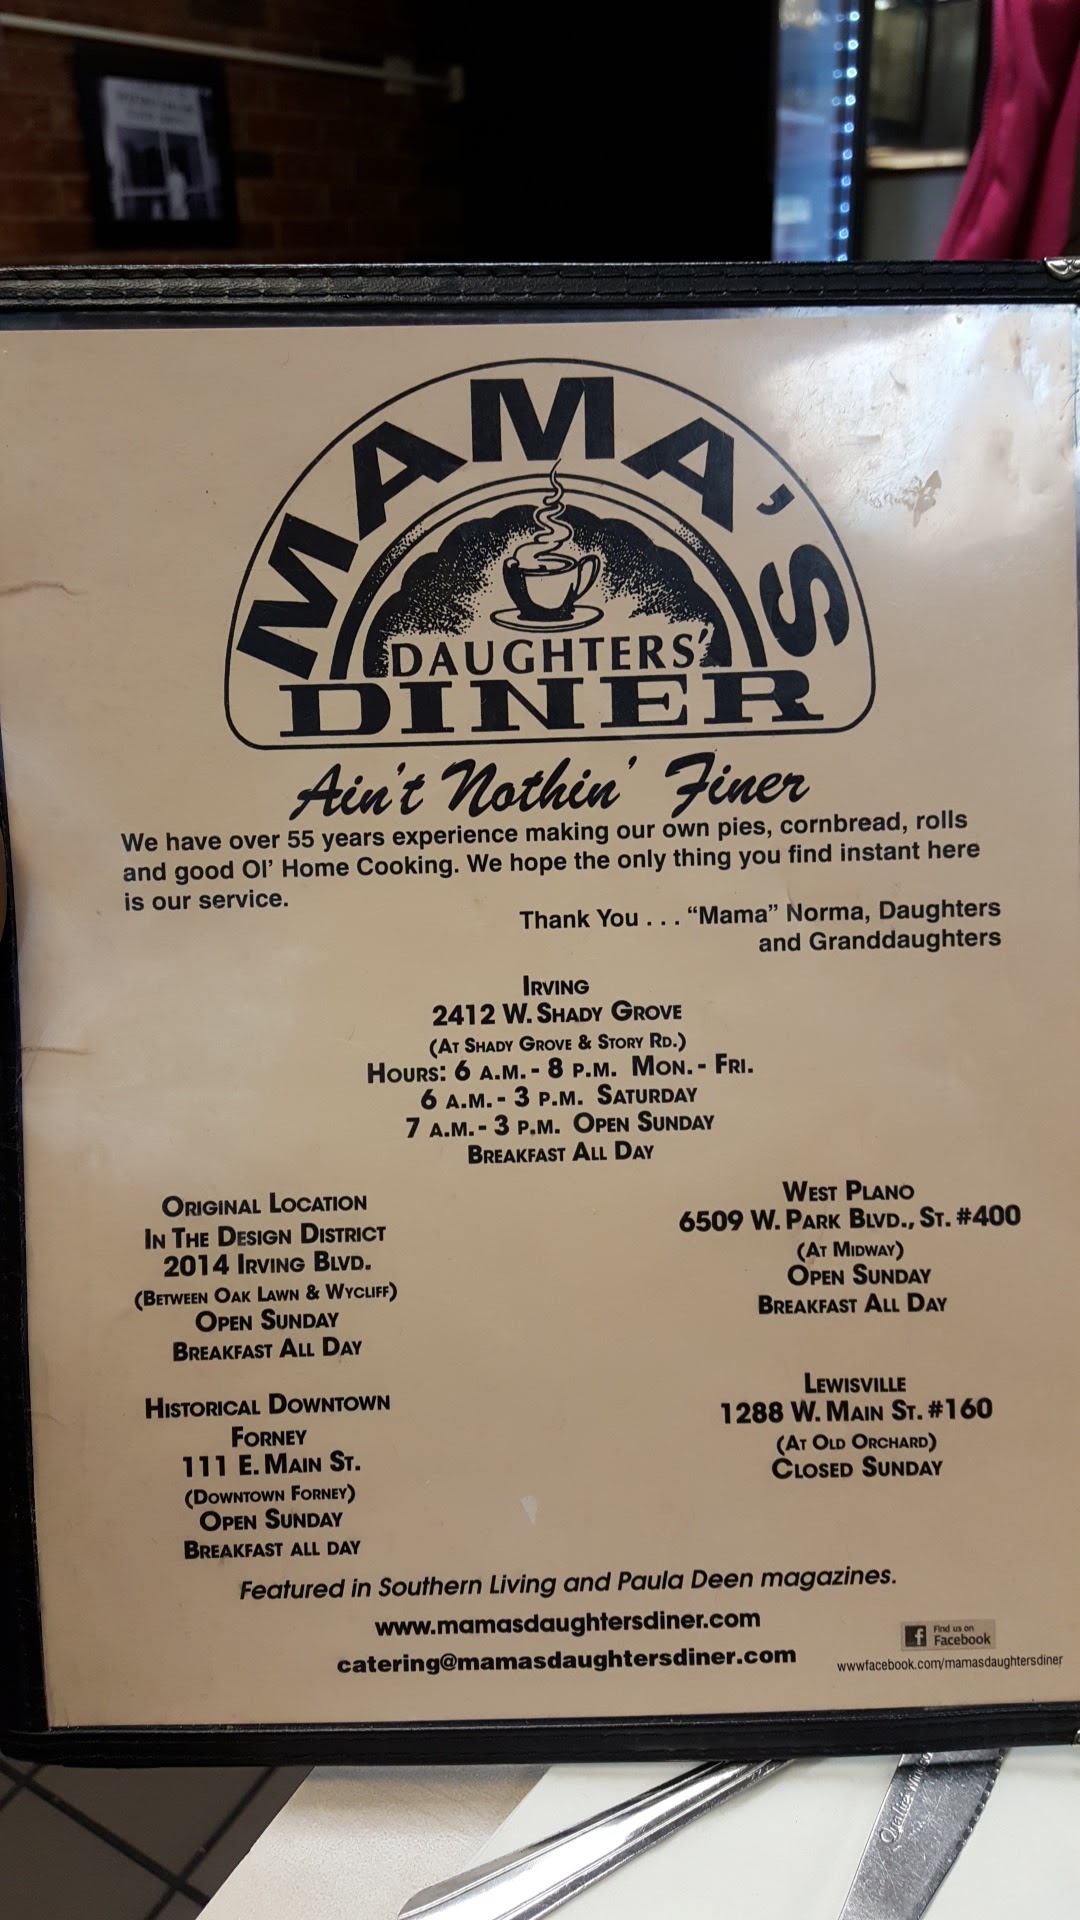 MAMA'S
DAUGHTERS'
DINER
Ain't Nothin' Finer
We have over 55 years experience making our own pies, cornbread, rolls
and good Ol' Home Cooking. We hope the only thing you find instant here
is our service.
Thank You . . . "Mama" Norma, Daughters
and Granddaughters
IRVING
2412 W. SHADY GROVE
(AT SHADY GROVE & STORY RD.)
HOURS: 6 A.M. - 8 P.M. MON. - FRI.
6 A.M. - 3 P.M. SATURDAY
7 A.M. - 3 P.M. OPEN SUNDAY
BREAKFAST ALL DAY
ORIGINAL LOCATION
IN THE DESIGN DISTRICT
2014 IRVING BLVD.
(BETWEEN OAK LAWN & WYCLIFF)
OPEN SUNDAY
BREAKFAST ALL DAY
WEST PLANO
6509 W. PARK BLVD., ST. #400
(AT MIDWAY)
OPEN SUNDAY
BREAKFAST ALL DAY
HISTORICAL DOWNTOWN
FORNEY
111 E. MAIN ST.
(DOWNTOWN FORNEY)
OPEN SUNDAY
BREAKFAST ALL DAY
LEWISVILLE
1288 W. MAIN ST. #160
(AT OLD ORCHARD)
CLOSED SUNDAY
Featured in Southern Living and Paula Deen magazines.
www.mamasdaughtersdiner.com
catering@mamasdaughtersdiner.com
f Find us on
Facebook
wwwfacebook.com/mamasdaughtersdiner